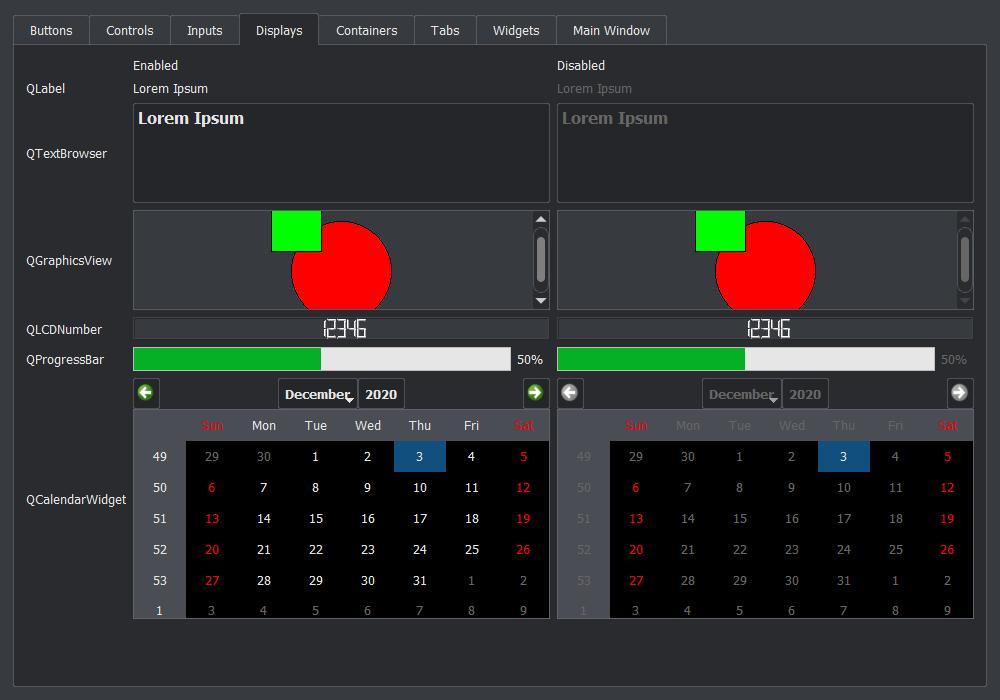 Buttons Controls Inputs Displays Containers Tabs Widgets Main Window
Enabled Disabled
QLabel Lorem Ipsum Lorem Ipsum
QTextBrowser Lorem Ipsum Lorem Ipsum
QGraphicsView
QLCDNumber 12346 12346
QProgressBar 50% 50%
QCalendarWidget
December, 2020
Sun Mon Tue Wed Thu Fri Sat
49 29 30 1 2 3 4 5
50 6 7 8 9 10 11 12
51 13 14 15 16 17 18 19
52 20 21 22 23 24 25 26
53 27 28 29 30 31 1 2
1 3 4 5 6 7 8 9
December, 2020
Sun Mon Tue Wed Thu Fri Sat
49 29 30 1 2 3 4 5
50 6 7 8 9 10 11 12
51 13 14 15 16 17 18 19
52 20 21 22 23 24 25 26
53 27 28 29 30 31 1 2
1 3 4 5 6 7 8 9